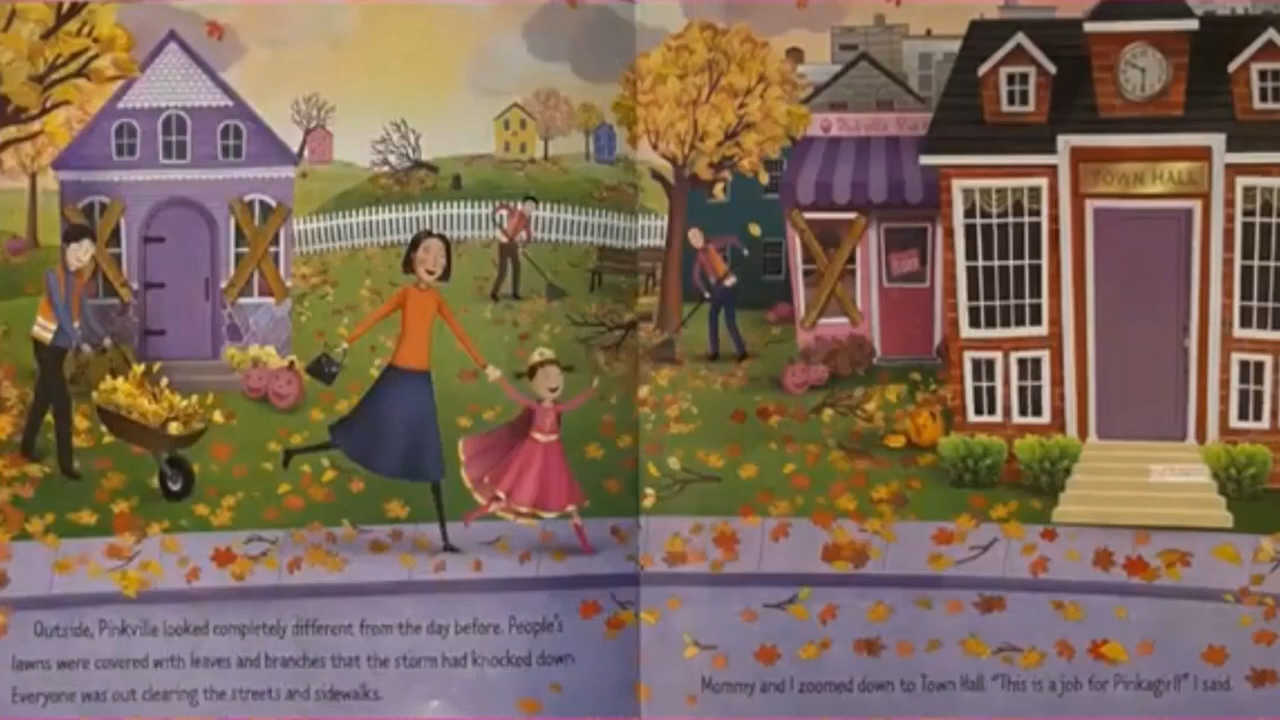 TOWN HALL
Outside, Pinkville looked completely different from the day before. People's
lawns were covered with leaves and branches that the storm had knocked down.
Everyone was out clearing the streets and sidewalks.
Mommy and I zoomed down to Town Hall. "This is a job for Pinkagirl!" I said.